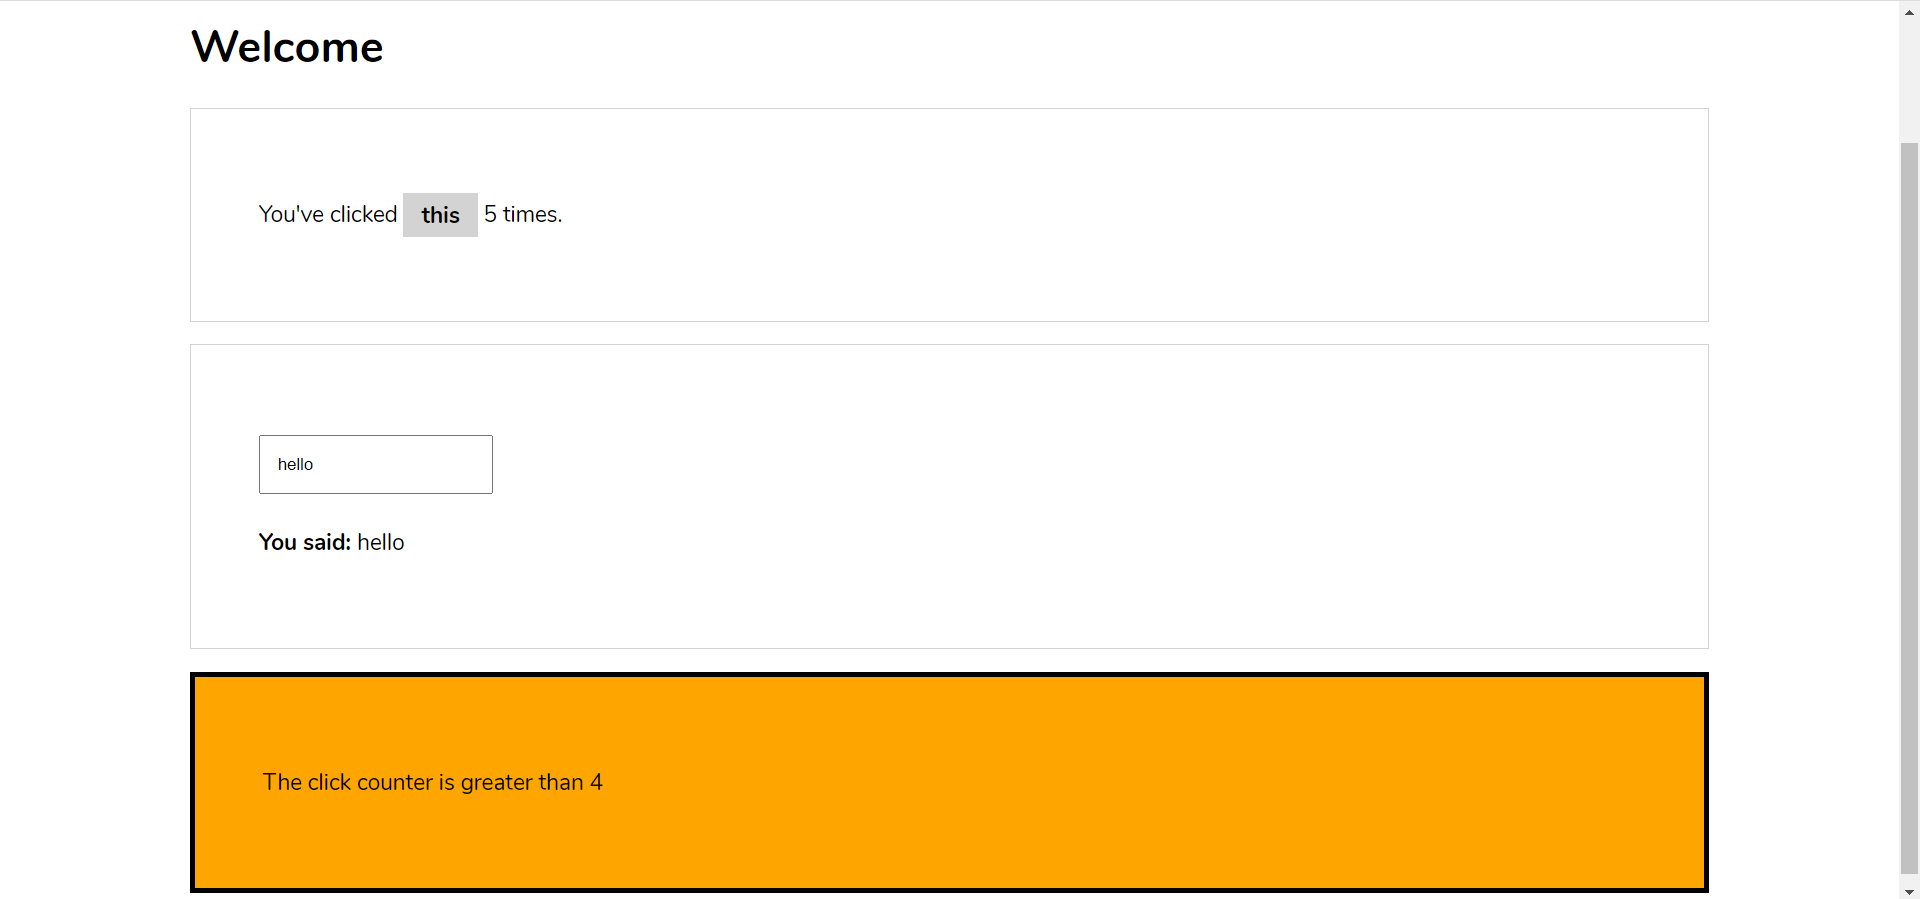 Welcome
You've clicked this 5 times.
hello
You said: hello
The click counter is greater than 4